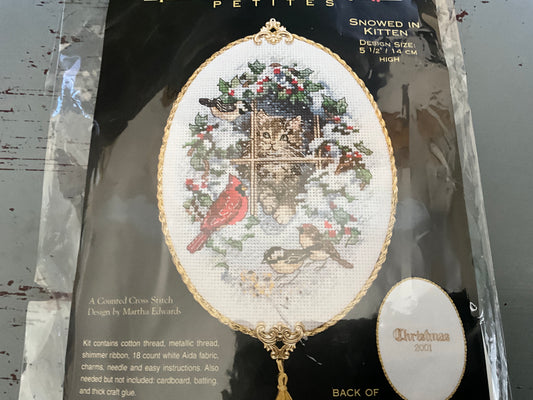 PETITES
SNOWED IN
KITTEN
DESIGN SIZE:
5 1/2" / 14 CM
HIGH
A Counted Cross Stitch
Design by Martha Edwards
Kit contains cotton thread, metallic thread,
shimmer ribbon, 18 count white Aida fabric,
charms, needle and easy instructions. Also
needed but not included: cardboard, batting,
and thick craft glue.
Christmas
2001
BACK OF